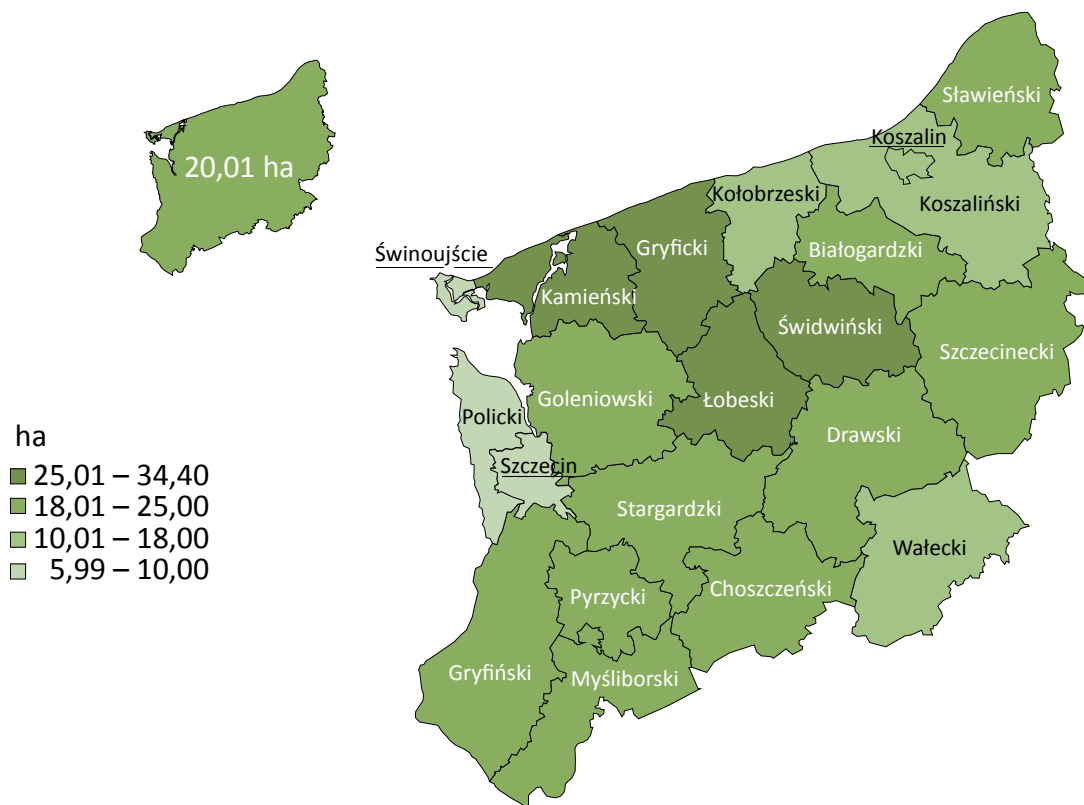 Sławieński
Koszalin
20,01 ha
Kołobrzeski
Koszaliński
Świnoujście
Gryficki
Białogardzki
Kamieński
Świdwiński
Szczecinecki
Goleniowski
Łobeski
Policki
Drawski
ha
25,01 – 34,40
18,01 – 25,00
10,01 – 18,00
5,99 – 10,00
Szczecin
Stargardzki
Wałecki
Choszczeński
Pyrzycki
Gryfiński
Myśliborski